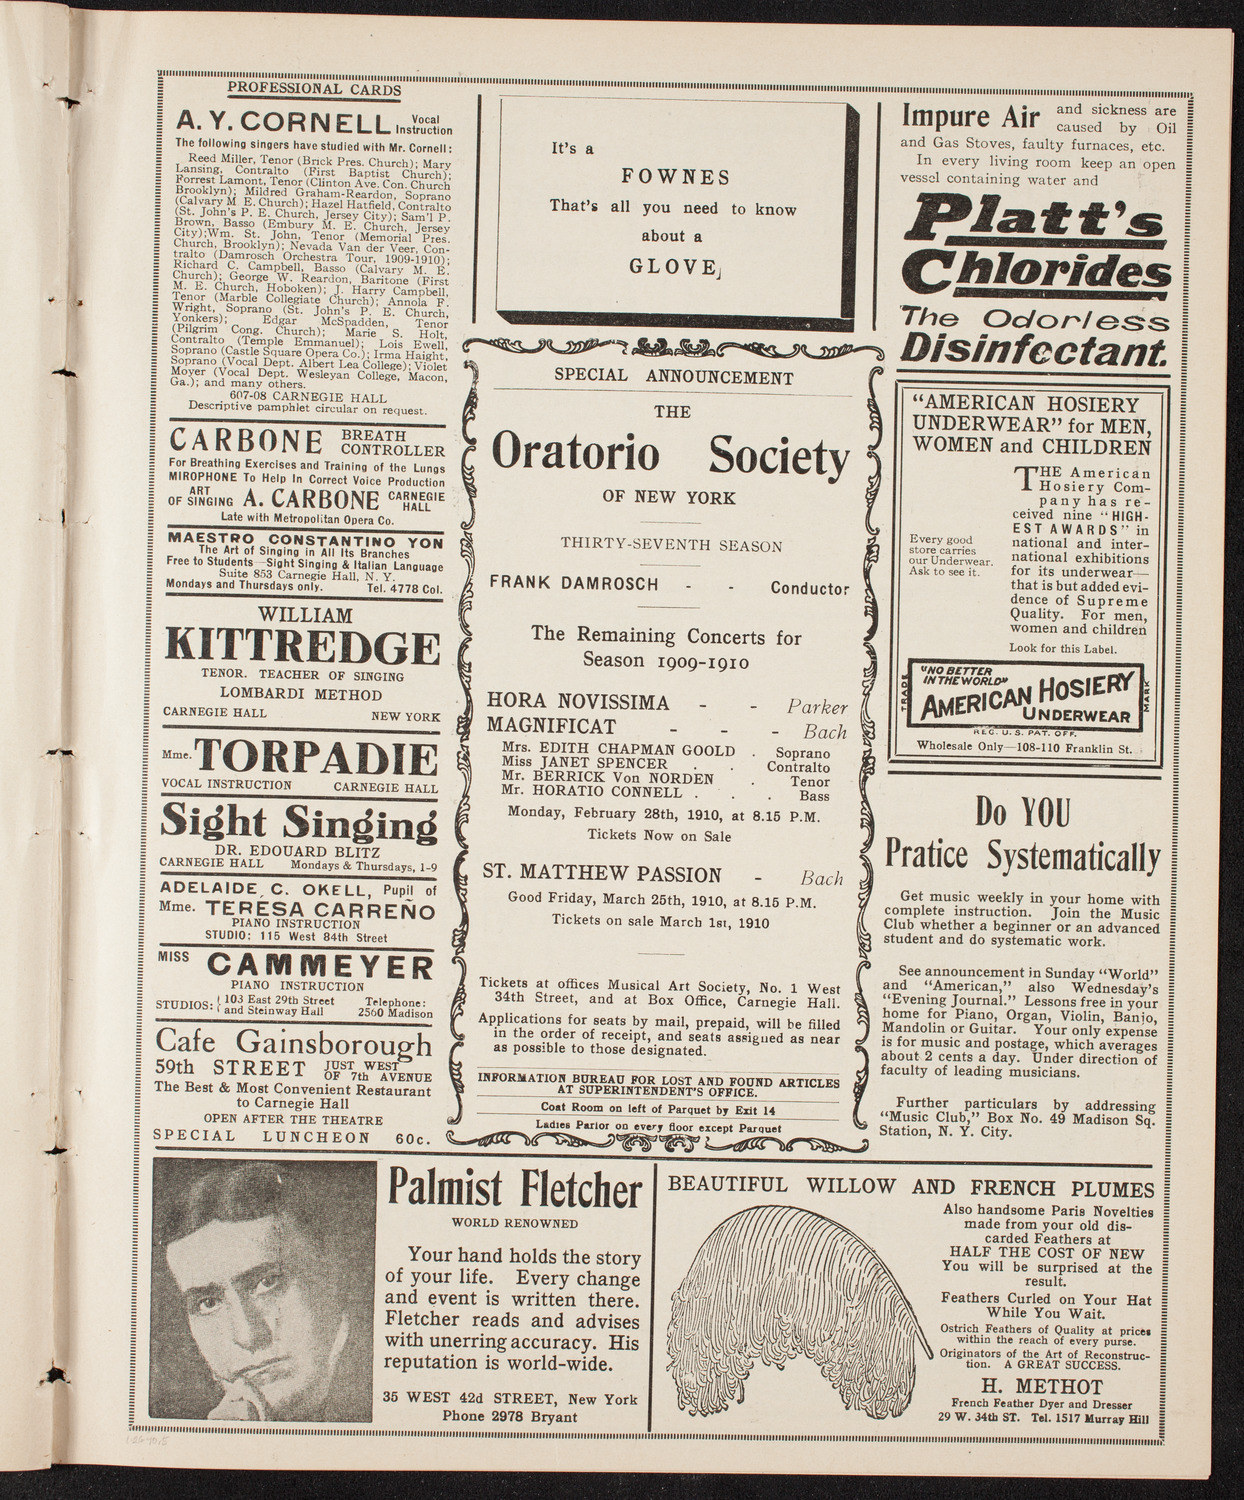 PROFESSIONAL CARDS
A. Y. CORNELL Vocal Instruction
The following singers have studied with Mr. Cornell:
Reed Miller, Tenor (Brick Pres. Church); Mary
Lansing, Contralto (First Baptist Church);
Forrest Lamont, Tenor (Clinton Ave. Con. Church
Brooklyn); Mildred Graham-Reardon, Soprano
(Calvary M E. Church); Hazel Hatfield, Contralto
(St. John's P. E. Church, Jersey City); Sam'l P.
Brown, Basso (Embury M. E. Church, Jersey
City);Wm. St. John, Tenor (Memorial Pres.
Church, Brooklyn); Nevada Van der Veer, Con-
tralto (Damrosch Orchestra Tour, 1909-1910);
Richard C. Campbell, Basso (Calvary M. E.
Church); George W. Reardon, Baritone (First
M. E. Church, Hoboken); J. Harry Campbell,
Tenor (Marble Collegiate Church); Annola F.
Wright, Soprano (St. John's P. E. Church,
Yonkers); Edgar McSpadden, Tenor
(Pilgrim Cong. Church); Marie S. Holt,
Contralto (Temple Emmanuel); Lois Ewell,
Soprano (Castle Square Opera Co.); Irma Haight,
Soprano (Vocal Dept. Albert Lea College); Violet
Moyer (Vocal Dept. Wesleyan College, Macon,
Ga.); and many others.
607-08 CARNEGIE HALL
Descriptive pamphlet circular on request.
CARBONE BREATH CONTROLLER
For Breathing Exercises and Training of the Lungs
MIROPHONE To Help In Correct Voice Production
ART OF SINGING A. CARBONE CARNEGIE HALL
Late with Metropolitan Opera Co.
MAESTRO CONSTANTINO YON
The Art of Singing in All Its Branches
Free to Students—Sight Singing & Italian Language
Suite 853 Carnegie Hall, N. Y.
Mondays and Thursdays only. Tel. 4778 Col.
WILLIAM
KITTREDGE
TENOR. TEACHER OF SINGING
LOMBARDI METHOD
CARNEGIE HALL NEW YORK
Mme. TORPADIE
VOCAL INSTRUCTION CARNEGIE HALL
Sight Singing
DR. EDOUARD BLITZ
CARNEGIE HALL Mondays & Thursdays, 1-9
ADELAIDE C. OKELL, Pupil of
Mme. TERESA CARREÑO
PIANO INSTRUCTION
STUDIO: 115 West 84th Street
MISS CAMMEYER
PIANO INSTRUCTION
STUDIOS: { 103 East 29th Street Telephone:
{ and Steinway Hall 2560 Madison
Cafe Gainsborough
59th STREET JUST WEST OF 7th AVENUE
The Best & Most Convenient Restaurant
to Carnegie Hall
OPEN AFTER THE THEATRE
SPECIAL LUNCHEON 60c.
It's a
FOWNES
That's all you need to know
about a
GLOVE
SPECIAL ANNOUNCEMENT
THE
Oratorio Society
OF NEW YORK
THIRTY-SEVENTH SEASON
FRANK DAMROSCH - - Conductor
The Remaining Concerts for
Season 1909-1910
HORA NOVISSIMA - - Parker
MAGNIFICAT - - - Bach
Mrs. EDITH CHAPMAN GOOLD . Soprano
Miss JANET SPENCER . . Contralto
Mr. BERRICK Von NORDEN . Tenor
Mr. HORATIO CONNELL . . . Bass
Monday, February 28th, 1910, at 8.15 P.M.
Tickets Now on Sale
ST. MATTHEW PASSION - Bach
Good Friday, March 25th, 1910, at 8.15 P.M.
Tickets on sale March 1st, 1910
Tickets at offices Musical Art Society, No. 1 West
34th Street, and at Box Office, Carnegie Hall.
Applications for seats by mail, prepaid, will be filled
in the order of receipt, and seats assigned as near
as possible to those designated.
INFORMATION BUREAU FOR LOST AND FOUND ARTICLES
AT SUPERINTENDENT'S OFFICE.
Coat Room on left of Parquet by Exit 14
Ladies Parlor on every floor except Parquet
Impure Air and sickness are
caused by Oil
and Gas Stoves, faulty furnaces, etc.
In every living room keep an open
vessel containing water and
Platt's
Chlorides
The Odorless
Disinfectant.
"AMERICAN HOSIERY
UNDERWEAR" for MEN,
WOMEN and CHILDREN
THE American
Hosiery Com-
pany has re-
ceived nine "HIGH-
EST AWARDS" in
national and inter-
national exhibitions
for its underwear—
that is but added evi-
dence of Supreme
Quality. For men,
women and children
Every good
store carries
our Underwear.
Ask to see it.
Look for this Label.
TRADE MARK
"NO BETTER
IN THE WORLD"
AMERICAN HOSIERY
UNDERWEAR
REG. U.S. PAT. OFF.
Wholesale Only—108-110 Franklin St.
Do YOU
Pratice Systematically
Get music weekly in your home with
complete instruction. Join the Music
Club whether a beginner or an advanced
student and do systematic work.
See announcement in Sunday "World"
and "American," also Wednesday's
"Evening Journal." Lessons free in your
home for Piano, Organ, Violin, Banjo,
Mandolin or Guitar. Your only expense
is for music and postage, which averages
about 2 cents a day. Under direction of
faculty of leading musicians.
Further particulars by addressing
"Music Club," Box No. 49 Madison Sq.
Station, N. Y. City.
Palmist Fletcher
WORLD RENOWNED
Your hand holds the story
of your life. Every change
and event is written there.
Fletcher reads and advises
with unerring accuracy. His
reputation is world-wide.
35 WEST 42d STREET, New York
Phone 2978 Bryant
BEAUTIFUL WILLOW AND FRENCH PLUMES
Also handsome Paris Novelties
made from your old dis-
carded Feathers at
HALF THE COST OF NEW
You will be surprised at the
result.
Feathers Curled on Your Hat
While You Wait.
Ostrich Feathers of Quality at prices
within the reach of every purse.
Originators of the Art of Reconstruc-
tion. A GREAT SUCCESS.
H. METHOT
French Feather Dyer and Dresser
29 W. 34th ST. Tel. 1517 Murray Hill